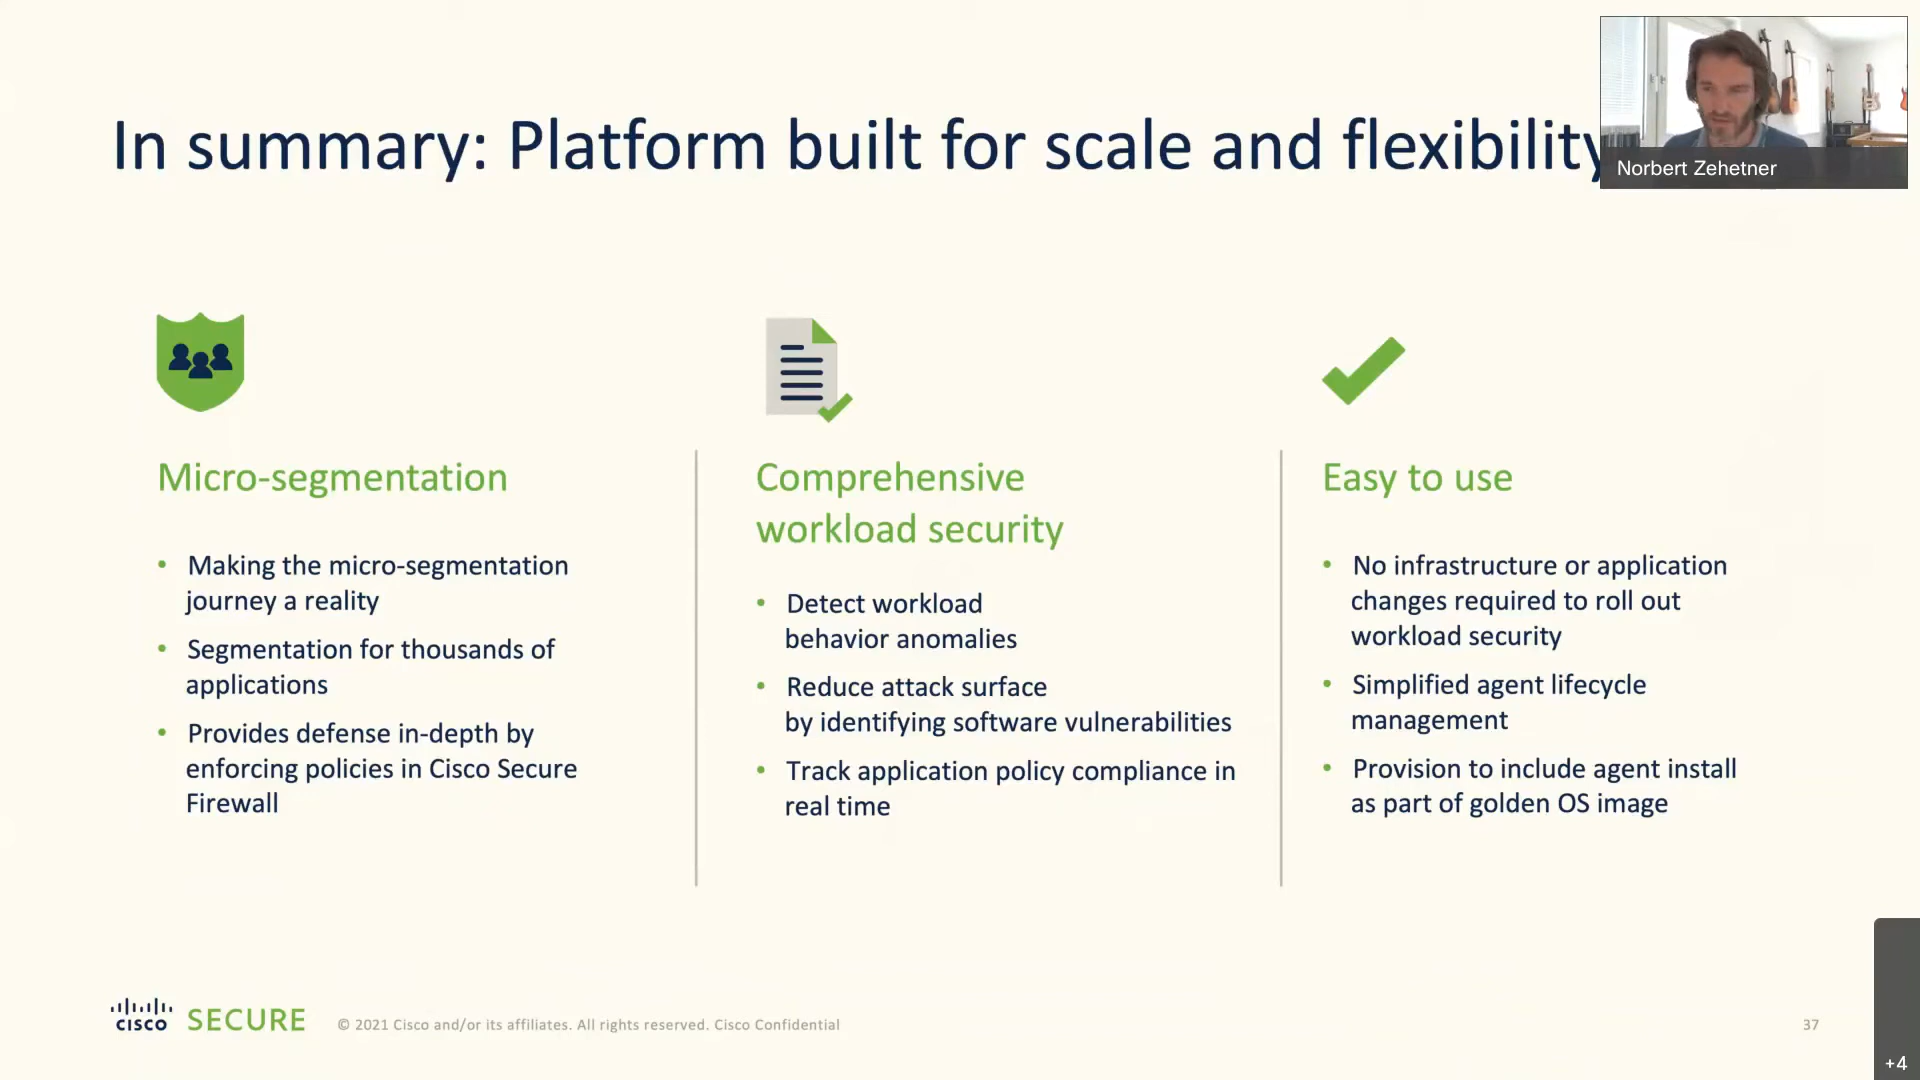 In summary: Platform built for scale and flexibility
Norbert Zehetner
Micro-segmentation
• Making the micro-segmentation
journey a reality
• Segmentation for thousands of
applications
• Provides defense in-depth by
enforcing policies in Cisco Secure
Firewall
Comprehensive
workload security
• Detect workload
behavior anomalies
• Reduce attack surface
by identifying software vulnerabilities
• Track application policy compliance in
real time
Easy to use
• No infrastructure or application
changes required to roll out
workload security
• Simplified agent lifecycle
management
• Provision to include agent install
as part of golden OS image
CISCO SECURE
© 2021 Cisco and/or its affiliates. All rights reserved. Cisco Confidential
37
+4